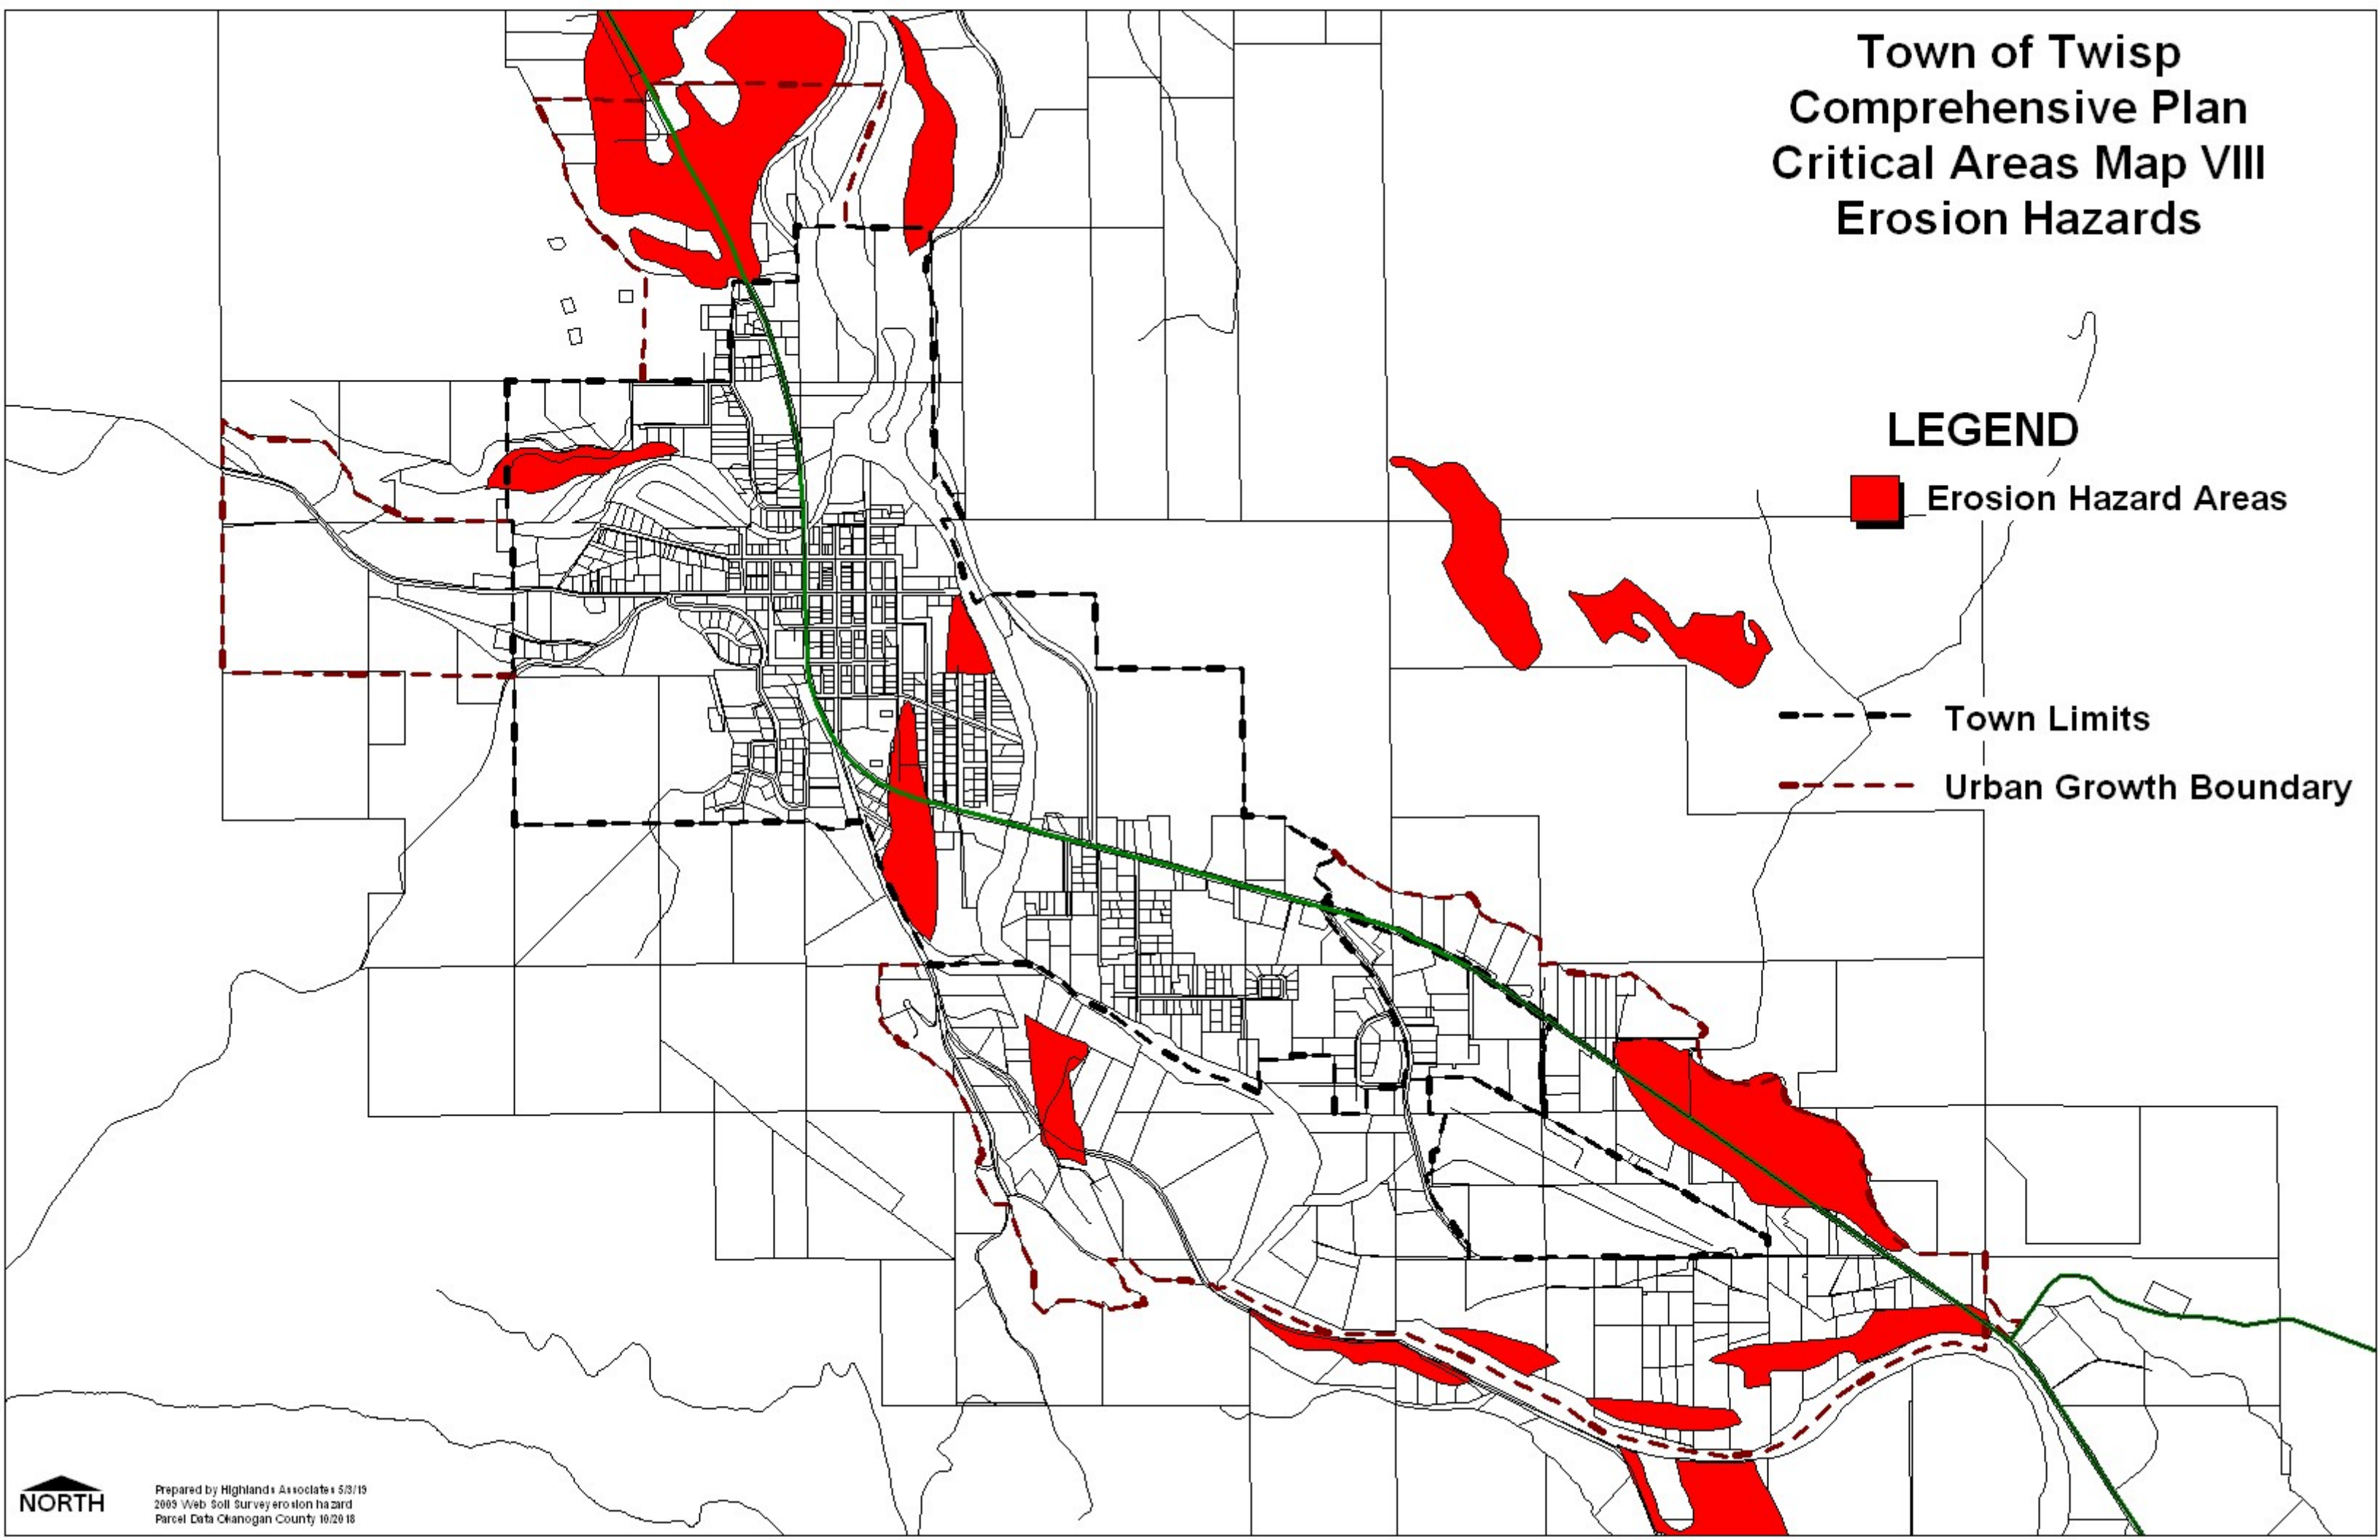 Town of Twisp
Comprehensive Plan
Critical Areas Map VIII
Erosion Hazards
LEGEND
Erosion Hazard Areas
Town Limits
Urban Growth Boundary
NORTH
Prepared by Highlands Associates 5/3/19
2009 Web Soil Survey erosion hazard
Parcel Data Okanogan County 10/2018